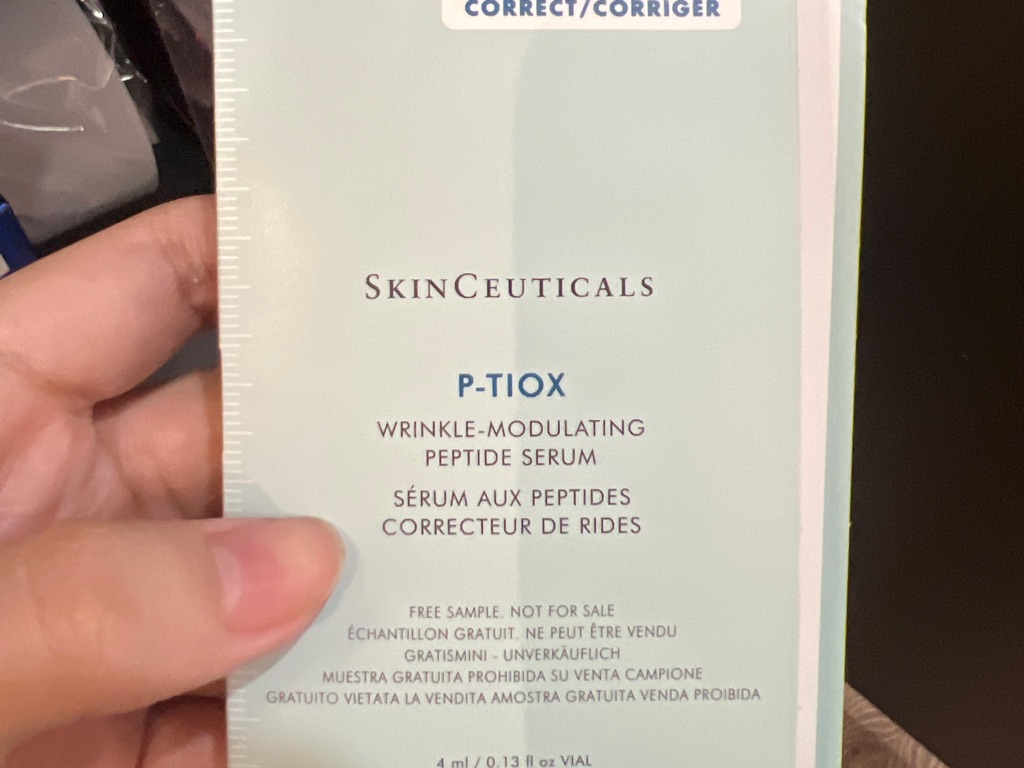 CORRECT/CORRIGER
SKINCEUTICALS
P-TIOX
WRINKLE-MODULATING
PEPTIDE SERUM
SÉRUM AUX PEPTIDES
CORRECTEUR DE RIDES
FREE SAMPLE. NOT FOR SALE
ÉCHANTILLON GRATUIT. NE PEUT ÊTRE VENDU
GRATISMINI - UNVERKÄUFLICH
MUESTRA GRATUITA PROHIBIDA SU VENTA CAMPIONE
GRATUITO VIETATA LA VENDITA AMOSTRA GRATUITA VENDA PROIBIDA
4 ml / 0.13 fl oz VIAL